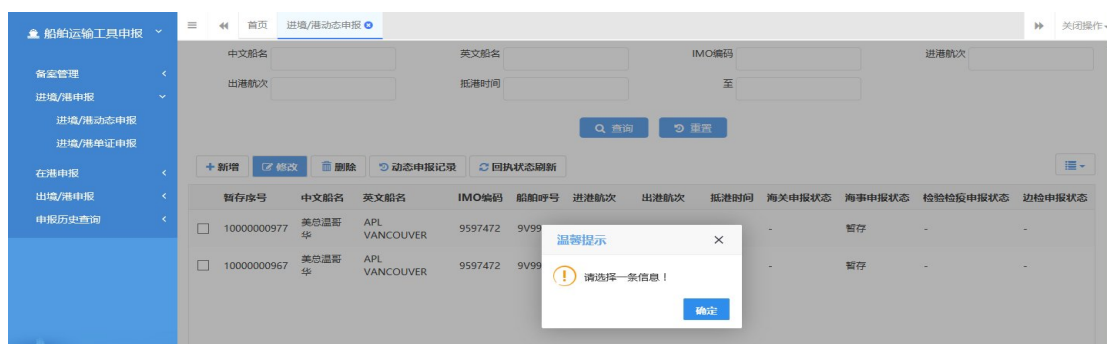 船舶运输工具申报
首页 进境/港动态申报
关闭操作
备案管理
进境/港申报
进境/港动态申报
进境/港单证申报
在港申报
出境/港申报
申报历史查询
中文船名 英文船名 IMO编码 进港航次
出港航次 抵港时间 至
查询 重置
新增 修改 删除 动态申报记录 回执状态刷新
暂存序号 中文船名 英文船名 IMO编码 船舶呼号 进港航次 出港航次 抵港时间 海关申报状态 海事申报状态 检验检疫申报状态 边检申报状态
10000000977 美总温哥华 APL VANCOUVER 9597472 9V99 - 暂存 - -
10000000967 美总温哥华 APL VANCOUVER 9597472 9V99 - 暂存 - -
温馨提示
请选择一条信息！
确定